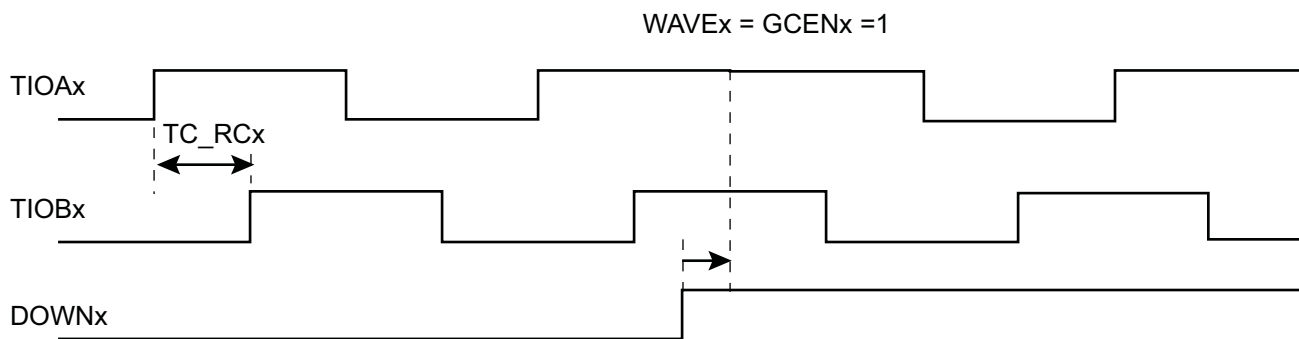 WAVEx = GCENx =1
TIOAx
TC_RCx
TIOBx
DOWNx